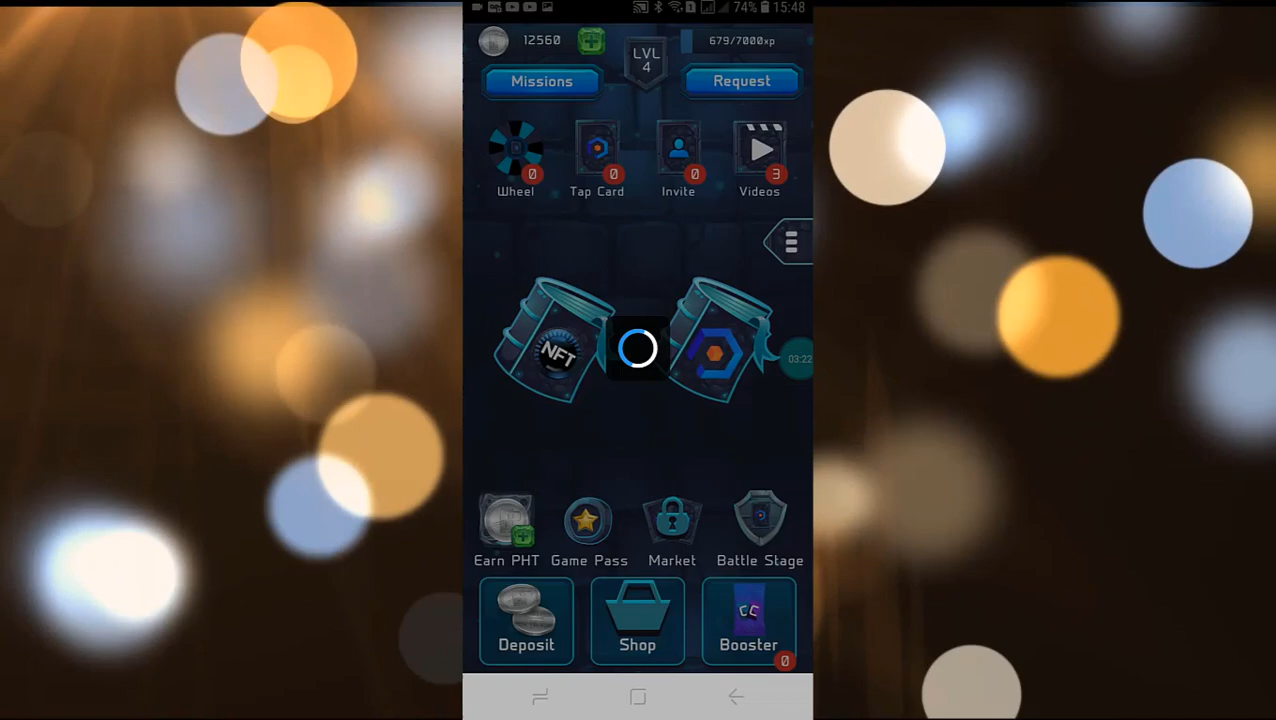 74% 15:48
12560 LVL 4 679/7000xp
Missions Request
0 0 0 3
Wheel Tap Card Invite Videos
NFT
03:22
Earn PHT Game Pass Market Battle Stage
CC
Deposit Shop Booster
0